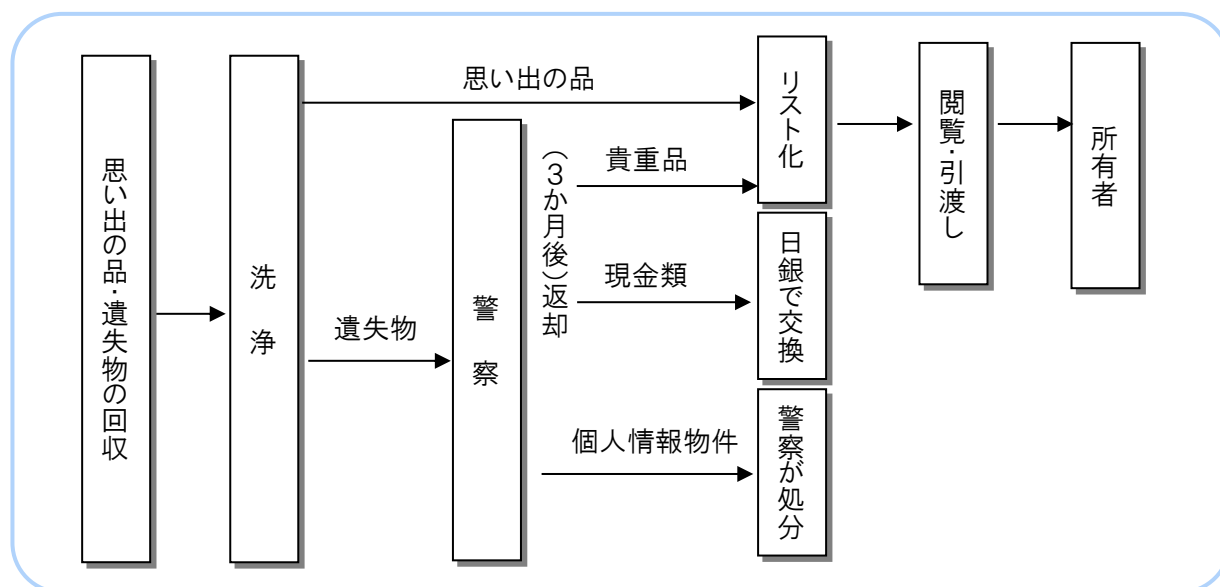 思い出の品・遺失物の回収
洗浄
思い出の品
遺失物
警察
(3か月後)返却
貴重品
現金類
個人情報物件
リスト化
日銀で交換
警察が処分
閲覧・引渡し
所有者